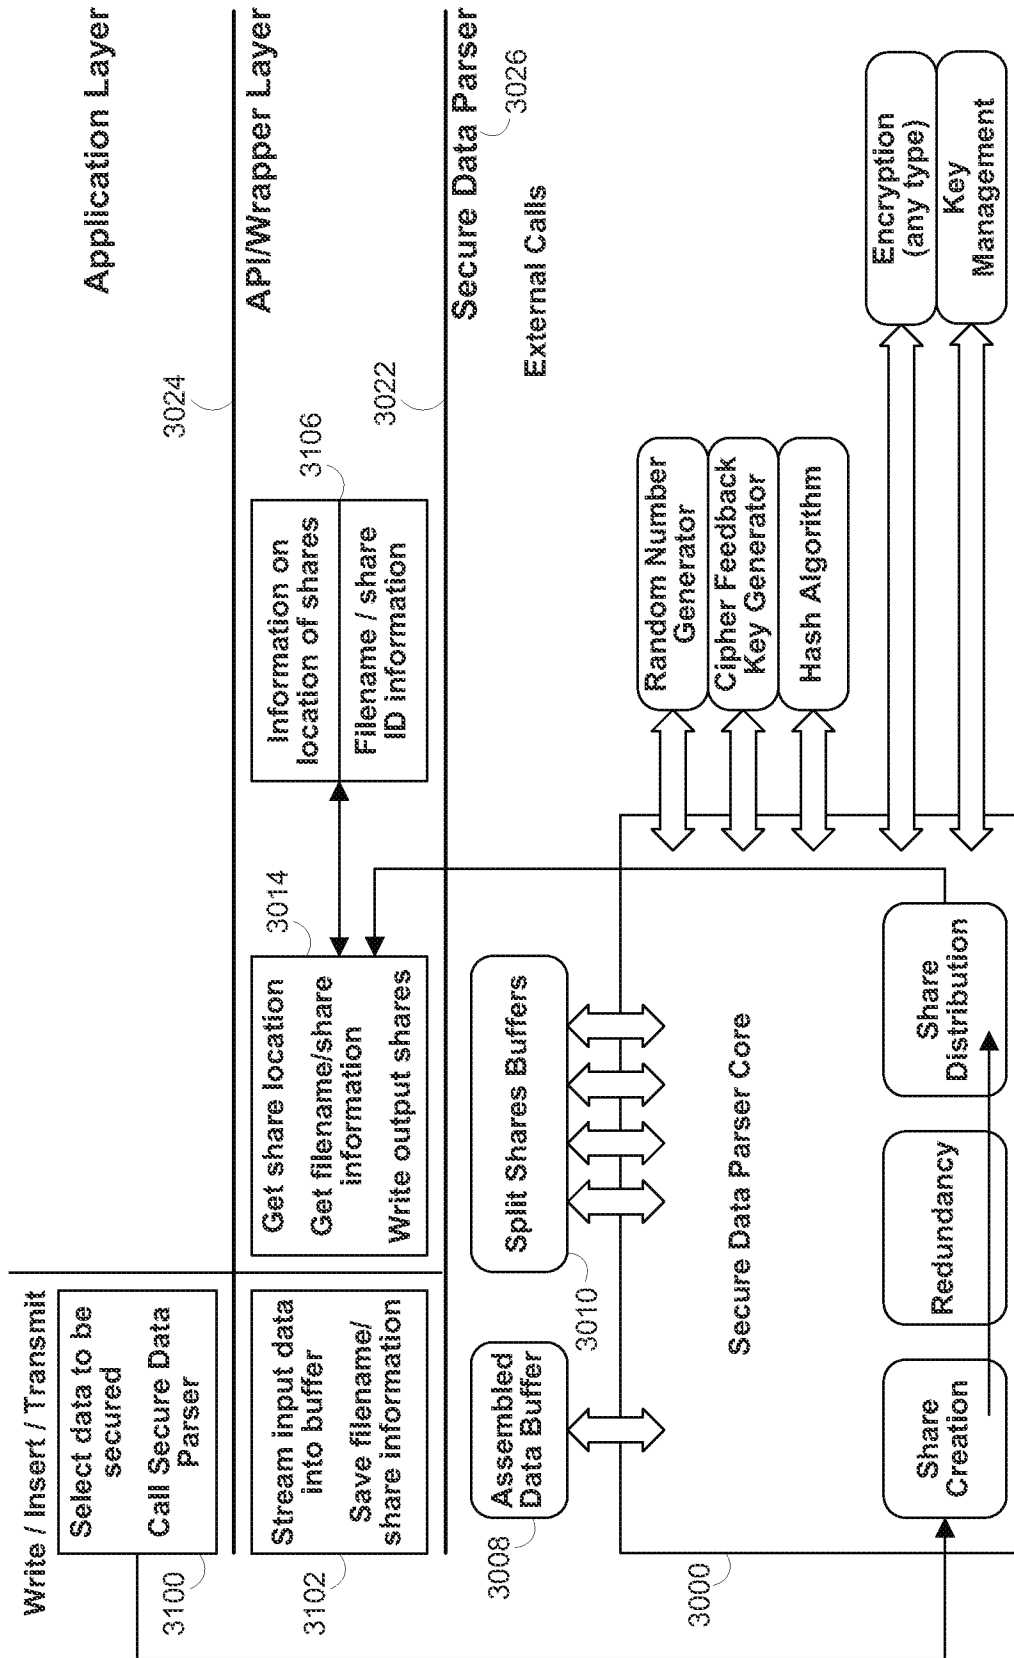 Write / Insert / Transmit
Application Layer
Select data to be
secured
Call Secure Data
Parser
3100
3024
API/Wrapper Layer
Stream input data
into buffer
Save filename/
share information
3102
Get share location
Get filename/share
information
Write output shares
3014
Information on
location of shares
Filename / share
ID information
3106
3022
Secure Data Parser
3026
External Calls
Assembled
Data Buffer
3008
Split Shares Buffers
3010
3000
Secure Data Parser Core
Random Number
Generator
Cipher Feedback
Key Generator
Hash Algorithm
Encryption
(any type)
Key
Management
Share
Creation
Redundancy
Share
Distribution